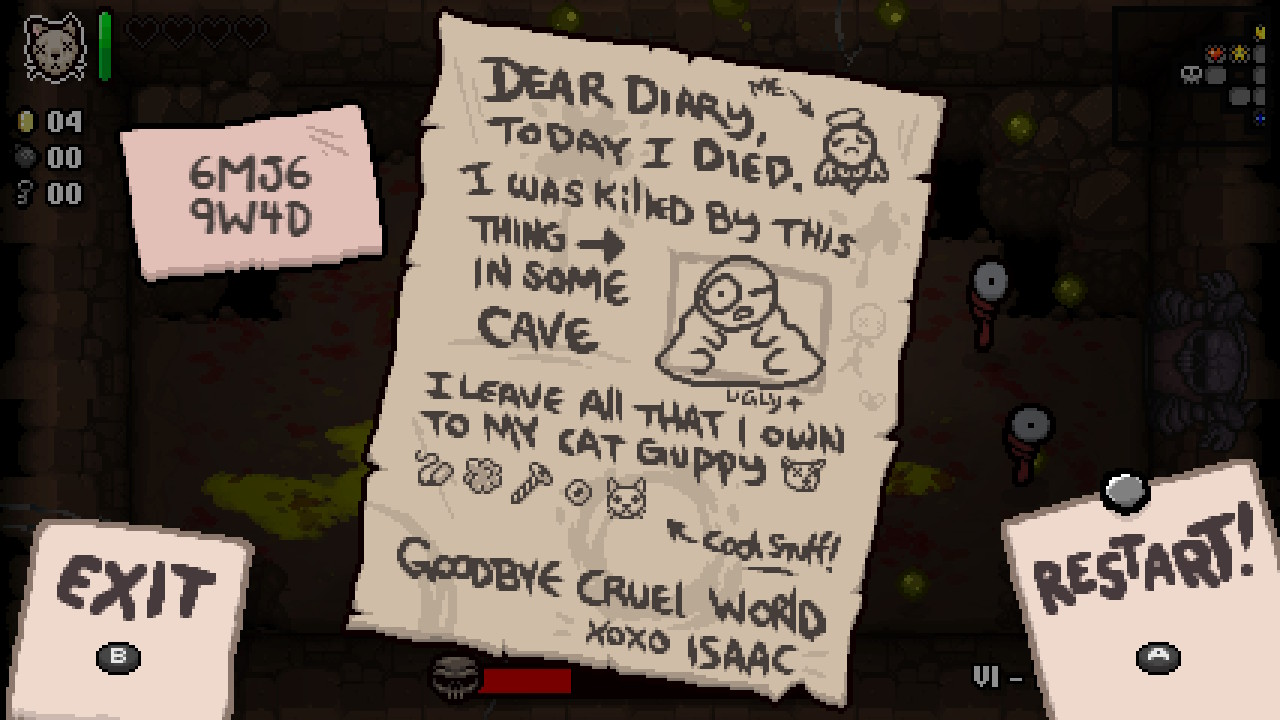 04
00
00
6MJ6
9W4D
DEAR DIARY,
ME
TODAY I DIED.
I WAS KillED BY THIS
THING
IN SOME
CAVE
UGLY
I LEAVE All THAT I OWN
TO MY CAT GUPPY
Cool Stuff!
GOODBYE CRUEl WORlD
XOXO ISAAC
EXIT
B
RESTART!
A
VI -